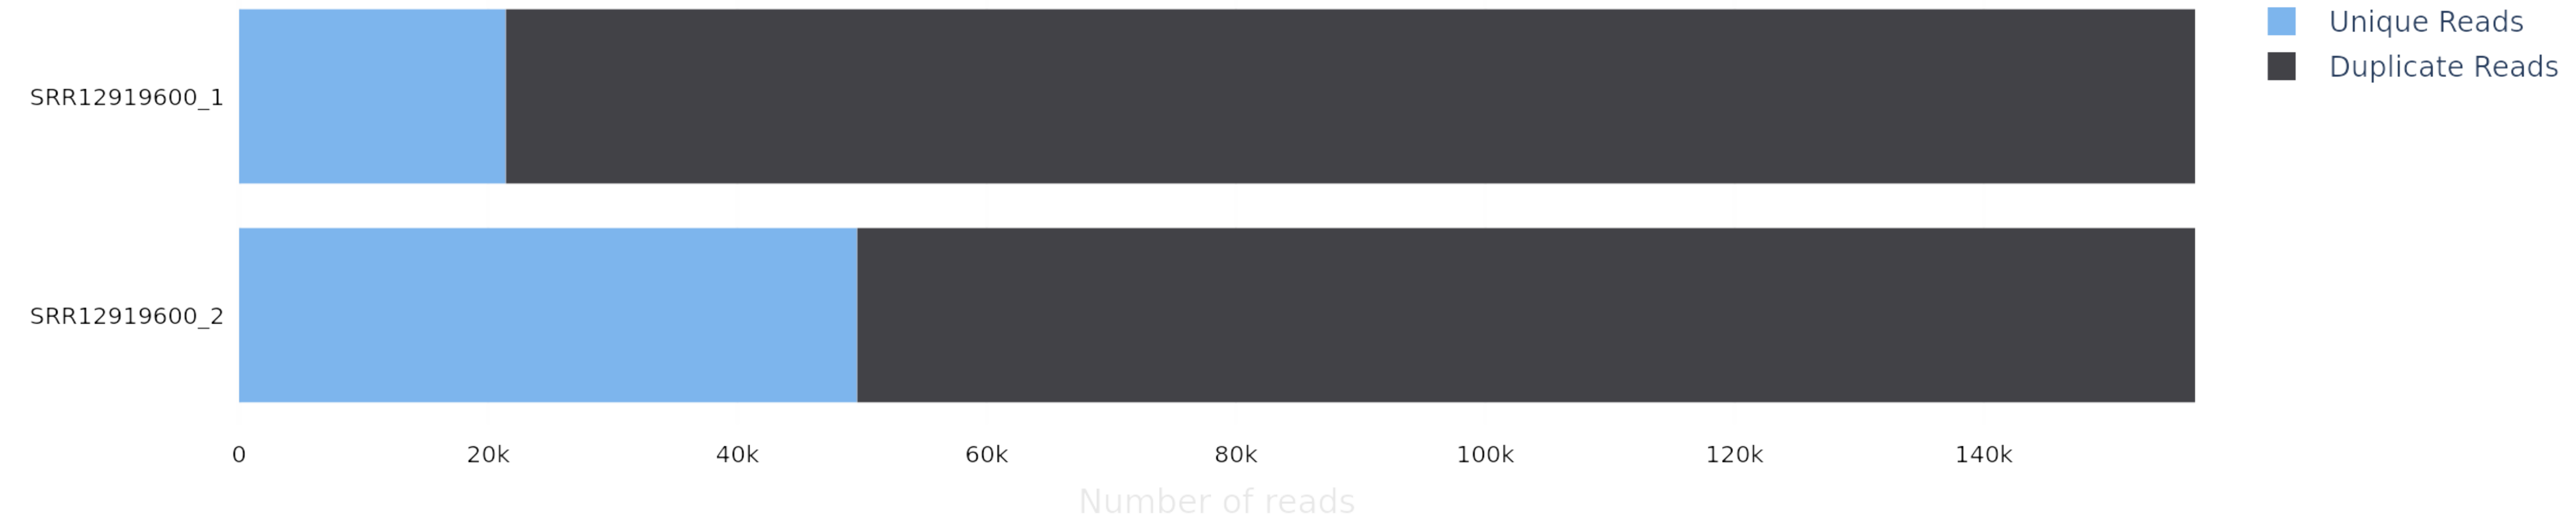 Unique Reads
Duplicate Reads
SRR12919600_1
SRR12919600_2
0 20k 40k 60k 80k 100k 120k 140k
Number of reads